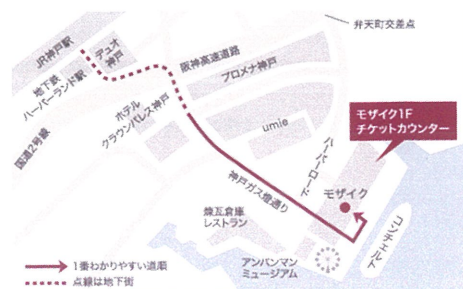 弁天町交差点
JR神戸駅
デュオ
神戸
地下鉄
ハーバーランド駅
阪神高速道路
プロメナ神戸
国道2号線
ホテル
クラウンパレス神戸
umie
モザイク1F
チケットカウンター
ハーバーロード
神戸ガス燈通り
モザイク
煉瓦倉庫
レストラン
コンチェルト
アンパンマン
ミュージアム
1番わかりやすい道順
点線は地下街